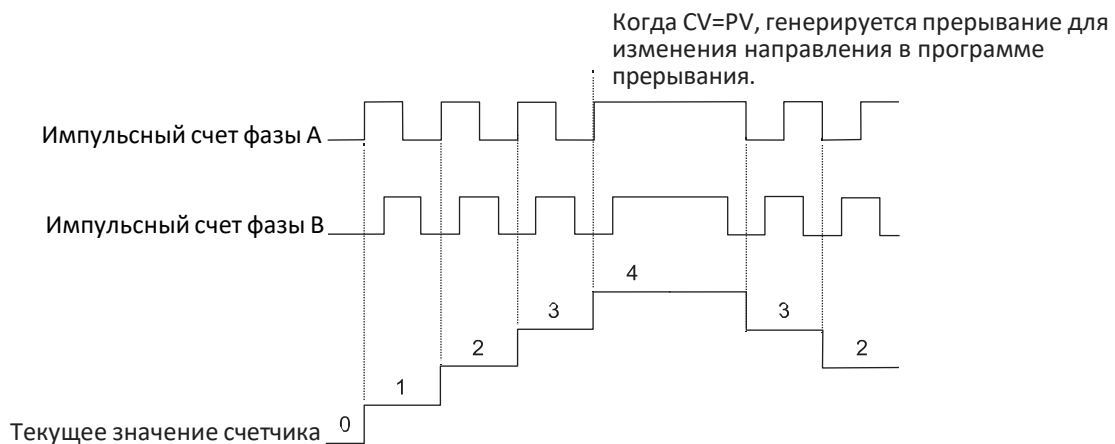 Когда CV=PV, генерируется прерывание для
изменения направления в программе
прерывания.
Импульсный счет фазы A
Импульсный счет фазы B
4
3
3
2
2
1
Текущее значение счетчика
0